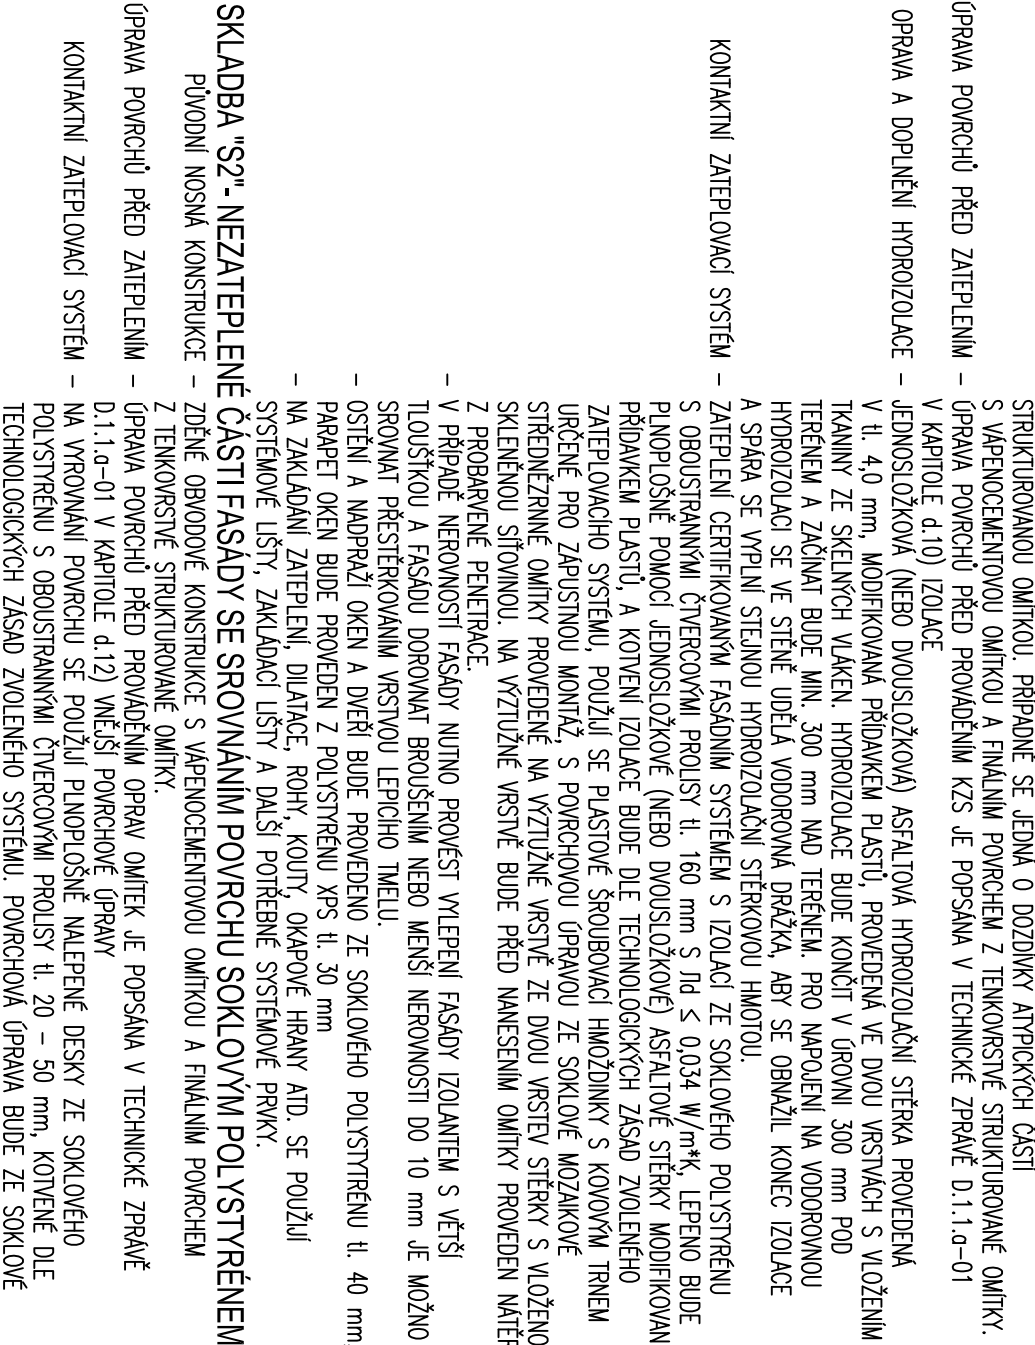 STRUKTUROVANOU OMÍTKOU. PŘÍPADNĚ SE JEDNÁ O DOZDÍVKY ATYPICKÝCH ČÁSTÍ
S VÁPENOCEMENTOVOU OMÍTKOU A FINÁLNÍM POVRCHEM Z TENKOVRSTVÉ STRUKTUROVANÉ OMÍTKY.
ÚPRAVA POVRCHŮ PŘED ZATEPLENÍM – ÚPRAVA POVRCHŮ PŘED PROVÁDĚNÍM KZS JE POPSÁNA V TECHNICKÉ ZPRÁVĚ D.1.1.a-01
V KAPITOLE d.10) IZOLACE
OPRAVA A DOPLNĚNÍ HYDROIZOLACE – JEDNOSLOŽKOVÁ (NEBO DVOUSLOŽKOVÁ) ASFALTOVÁ HYDROIZOLAČNÍ STĚRKA PROVEDENÁ
V tl. 4,0 mm, MODIFIKOVANÁ PŘÍDAVKEM PLASTŮ, PROVEDENÁ VE DVOU VRSTVÁCH S VLOŽENÍM
TKANINY ZE SKELNÝCH VLÁKEN. HYDROIZOLACE BUDE KONČIT V ÚROVNI 300 mm POD
TERÉNEM A ZAČÍNAT BUDE MIN. 300 mm NAD TERÉNEM. PRO NAPOJENÍ NA VODOROVNOU
HYDROIZOLACI SE VE STĚNĚ UDĚLÁ VODOROVNÁ DRÁŽKA, ABY SE OBNAŽIL KONEC IZOLACE
A SPÁRA SE VYPLNÍ STEJNOU HYDROIZOLAČNÍ STĚRKOVOU HMOTOU.
KONTAKTNÍ ZATEPLOVACÍ SYSTÉM – ZATEPLENÍ CERTIFIKOVANÝM FASÁDNÍM SYSTÉMEM S IZOLACÍ ZE SOKLOVÉHO POLYSTYRÉNU
S OBOUSTRANNÝMI ČTVERCOVÝMI PROLISY tl. 160 mm S λd ≤ 0,034 W/m*K, LEPENO BUDE
PLNOPLOŠNĚ POMOCÍ JEDNOSLOŽKOVÉ (NEBO DVOUSLOŽKOVÉ) ASFALTOVÉ STĚRKY MODIFIKOVAN
PŘÍDAVKEM PLASTŮ, A KOTVENÍ IZOLACE BUDE DLE TECHNOLOGICKÝCH ZÁSAD ZVOLENÉHO
ZATEPLOVACÍHO SYSTÉMU, POUŽIJÍ SE PLASTOVÉ ŠROUBOVACÍ HMOŽDINKY S KOVOVÝM TRNEM
URČENÉ PRO ZÁPUSTNOU MONTÁŽ, S POVRCHOVOU ÚPRAVOU ZE SOKLOVÉ MOZAIKOVÉ
STŘEDNĚZRNNÉ OMÍTKY PROVEDENÉ NA VÝZTUŽNÉ VRSTVĚ ZE DVOU VRSTEV STĚRKY S VLOŽENO
SKLENĚNOU SÍŤOVINOU. NA VÝZTUŽNÉ VRSTVĚ BUDE PŘED NANESENÍM OMÍTKY PROVEDEN NÁTĚR
Z PROBARVENÉ PENETRACE.
– V PŘÍPADĚ NEROVNOSTÍ FASÁDY NUTNO PROVÉST VYLEPENÍ FASÁDY IZOLANTEM S VĚTŠÍ
TLOUŠŤKOU A FASÁDU DOROVNAT BROUŠENÍM NEBO MENŠÍ NEROVNOSTI DO 10 mm JE MOŽNO
SROVNAT PŘESTĚRKOVÁNÍM VRSTVOU LEPICÍHO TMELU.
– OSTĚNÍ A NADPRAŽÍ OKEN A DVEŘÍ BUDE PROVEDENO ZE SOKLOVÉHO POLYSTYTRÉNU tl. 40 mm,
PARAPET OKEN BUDE PROVEDEN Z POLYSTYRÉNU XPS tl. 30 mm
– NA ZAKLÁDÁNÍ ZATEPLENÍ, DILATACE, ROHY, KOUTY, OKAPOVÉ HRANY ATD. SE POUŽIJÍ
SYSTÉMOVÉ LIŠTY, ZAKLÁDACÍ LIŠTY A DALŠÍ POTŘEBNÉ SYSTÉMOVÉ PRVKY.
SKLADBA "S2"- NEZATEPLENÉ ČÁSTI FASÁDY SE SROVNÁNÍM POVRCHU SOKLOVÝM POLYSTYRÉNEM
PŮVODNÍ NOSNÁ KONSTRUKCE – ZDĚNÉ OBVODOVÉ KONSTRUKCE S VÁPENOCEMENTOVOU OMÍTKOU A FINÁLNÍM POVRCHEM
Z TENKOVRSTVÉ STRUKTUROVANÉ OMÍTKY.
ÚPRAVA POVRCHŮ PŘED ZATEPLENÍM – ÚPRAVA POVRCHŮ PŘED PROVÁDĚNÍM OPRAV OMÍTEK JE POPSÁNA V TECHNICKÉ ZPRÁVĚ
D.1.1.a-01 V KAPITOLE d.12) VNĚJŠÍ POVRCHOVÉ ÚPRAVY
KONTAKTNÍ ZATEPLOVACÍ SYSTÉM – NA VYROVNÁNÍ POVRCHU SE POUŽIJÍ PLNOPLOŠNĚ NALEPENÉ DESKY ZE SOKLOVÉHO
POLYSTYRÉNU S OBOUSTRANNÝMI ČTVERCOVÝMI PROLISY tl. 20 – 50 mm, KOTVENÉ DLE
TECHNOLOGICKÝCH ZÁSAD ZVOLENÉHO SYSTÉMU. POVRCHOVÁ ÚPRAVA BUDE ZE SOKLOVÉ